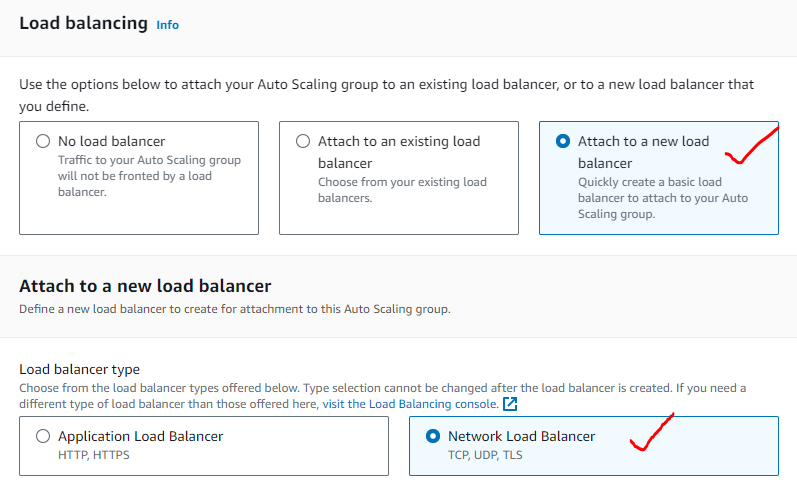 Load balancing Info
Use the options below to attach your Auto Scaling group to an existing load balancer, or to a new load balancer that
you define.
No load balancer
Traffic to your Auto Scaling group
will not be fronted by a load
balancer.
Attach to an existing load
balancer
Choose from your existing load
balancers.
Attach to a new load
balancer
Quickly create a basic load
balancer to attach to your Auto
Scaling group.
Attach to a new load balancer
Define a new load balancer to create for attachment to this Auto Scaling group.
Load balancer type
Choose from the load balancer types offered below. Type selection cannot be changed after the load balancer is created. If you need a
different type of load balancer than those offered here, visit the Load Balancing console.
Application Load Balancer
HTTP, HTTPS
Network Load Balancer
TCP, UDP, TLS